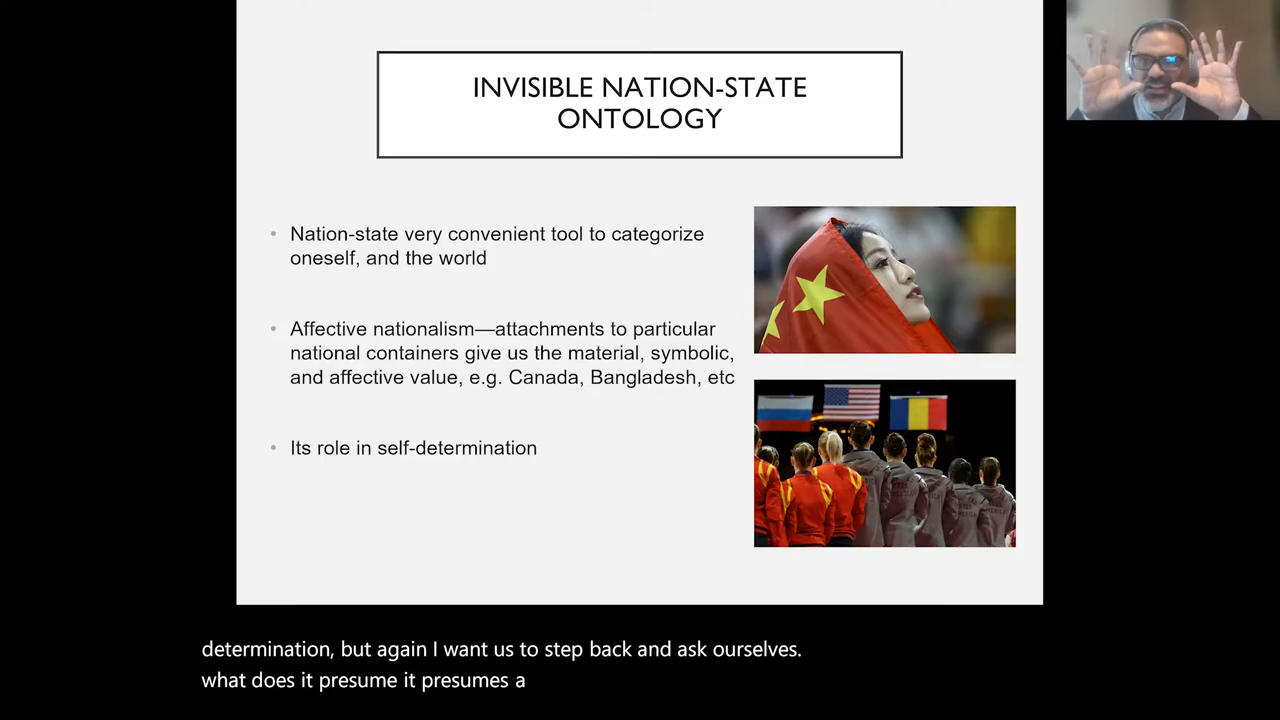 INVISIBLE NATION-STATE
ONTOLOGY
• Nation-state very convenient tool to categorize
oneself, and the world
• Affective nationalism—attachments to particular
national containers give us the material, symbolic,
and affective value, e.g. Canada, Bangladesh, etc
• Its role in self-determination
determination, but again I want us to step back and ask ourselves.
what does it presume it presumes a